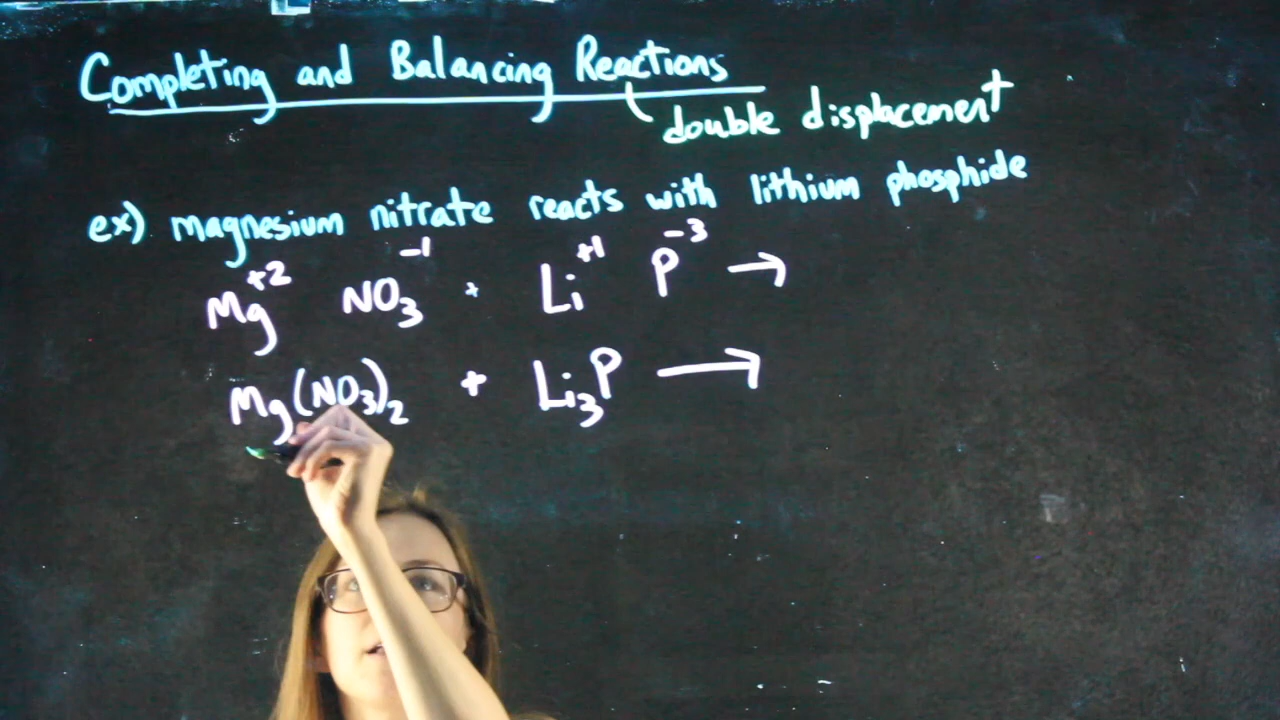 Completing and Balancing Reactions
double displacement
ex) magnesium nitrate reacts with lithium phosphide
Mg⁺² NO₃⁻¹ + Li⁺¹ P⁻³ →
Mg(NO₃)₂ + Li₃P →